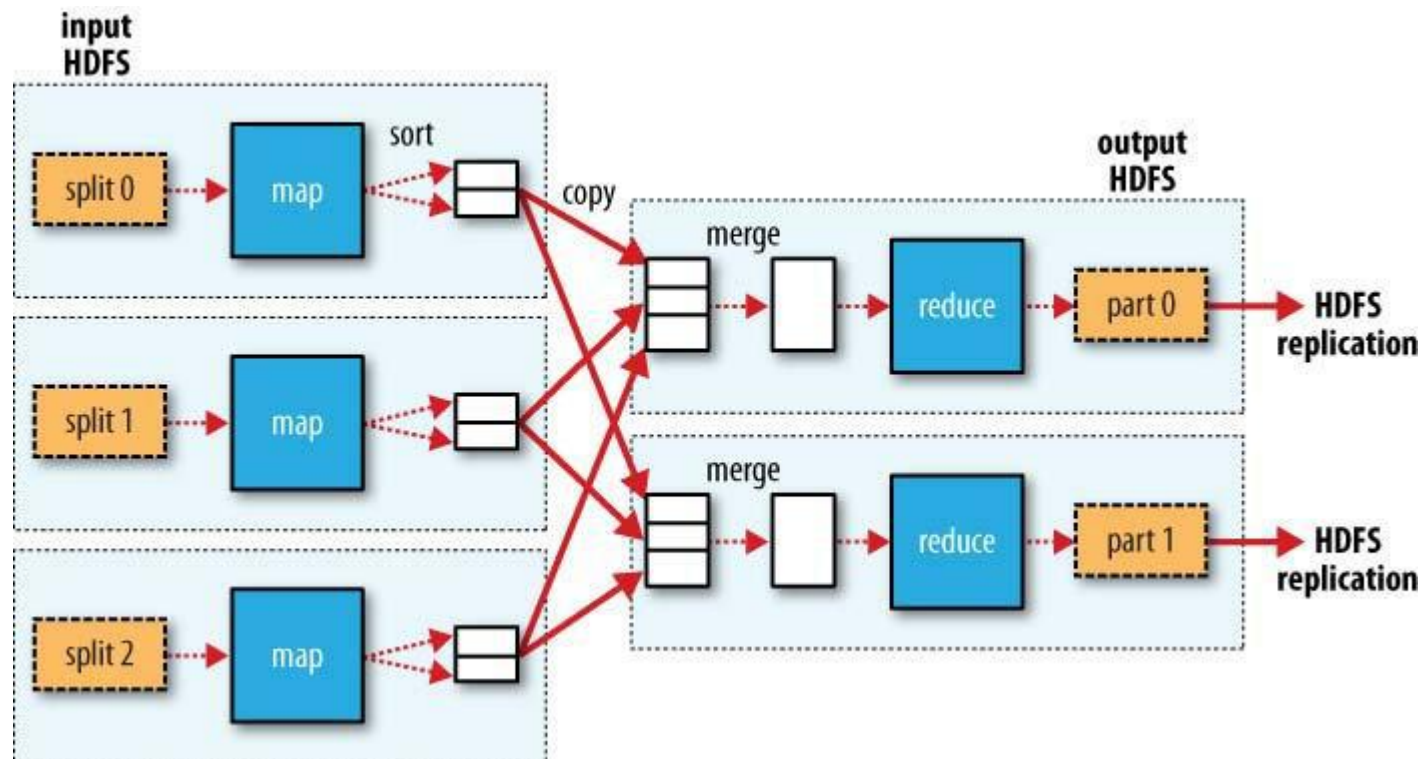 input
HDFS
split 0
map
sort
copy
split 1
map
split 2
map
output
HDFS
merge
reduce
part 0
HDFS
replication
merge
reduce
part 1
HDFS
replication